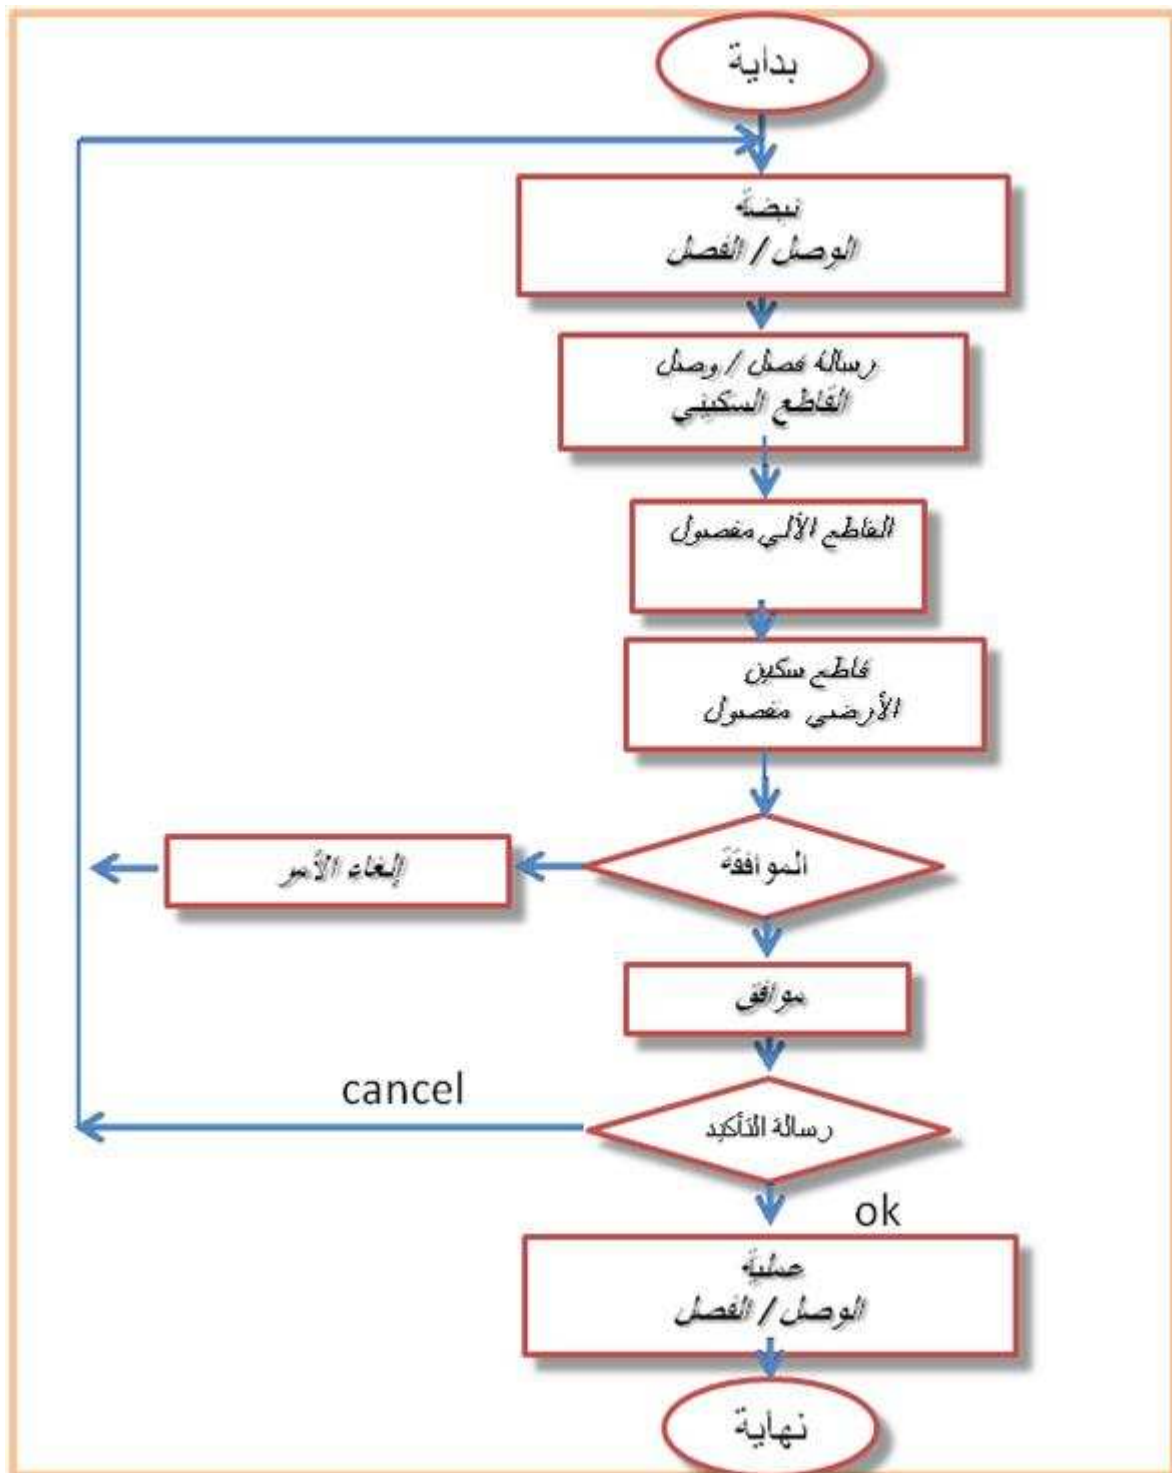 بداية
نبضة
الوصل / الفصل
رسالة فصل / وصل
القاطع السكيني
القاطع الألي مفصول
قاطع سكين
الأرضي مفصول
الموافقة
إلغاء الأمر
موافق
cancel
رسالة التأكيد
ok
عملية
الوصل / الفصل
نهاية